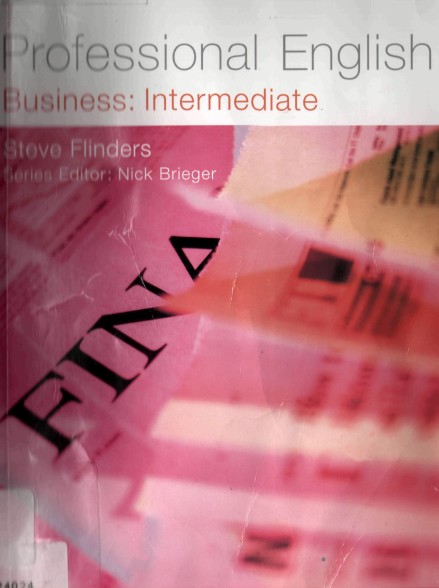 Professional English
Business: Intermediate
Steve Flinders
Series Editor: Nick Brieger
FINA
N